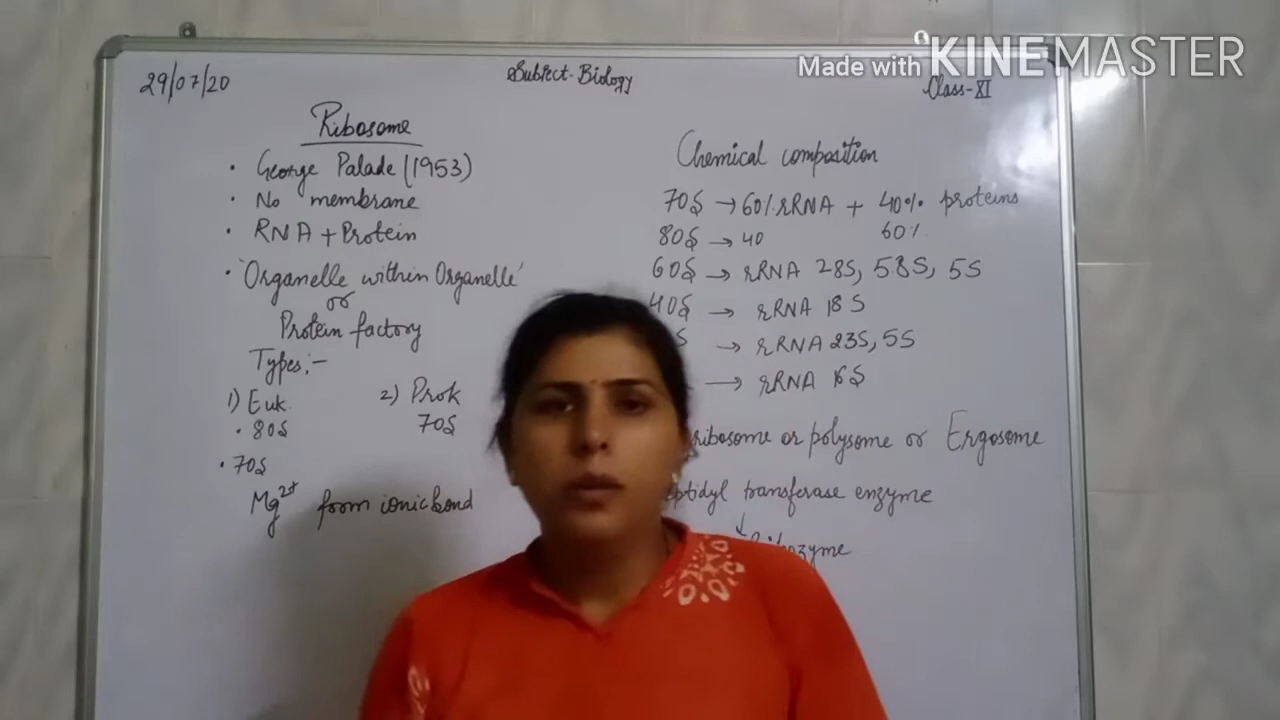 Made with KINEMASTER
29/07/20
Subject-Biology
Class-XI
Ribosome
• George Palade (1953)
• No membrane
• RNA + Protein
• 'Organelle within Organelle'
or
Protein factory
Types:-
1) Euk
• 80S
• 70S
2) Prok
70S
Mg2+ form ionic bond
Chemical composition
70S → 60% rRNA + 40% proteins
80S → 40 60%
60S → rRNA 28S, 58S, 5S
40S → rRNA 18S
S → rRNA 23S, 5S
→ rRNA 16S
ribosome or polysome or Ergosome
eptidyl transferase enzyme
↓